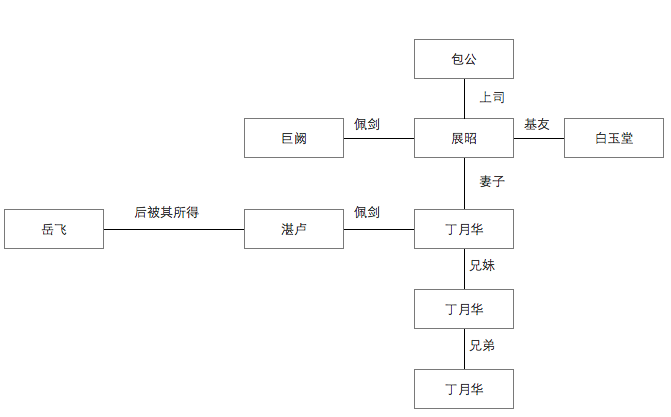 包公
上司
巨阙
佩剑
展昭
基友
白玉堂
妻子
岳飞
后被其所得
湛卢
佩剑
丁月华
兄妹
丁月华
兄弟
丁月华